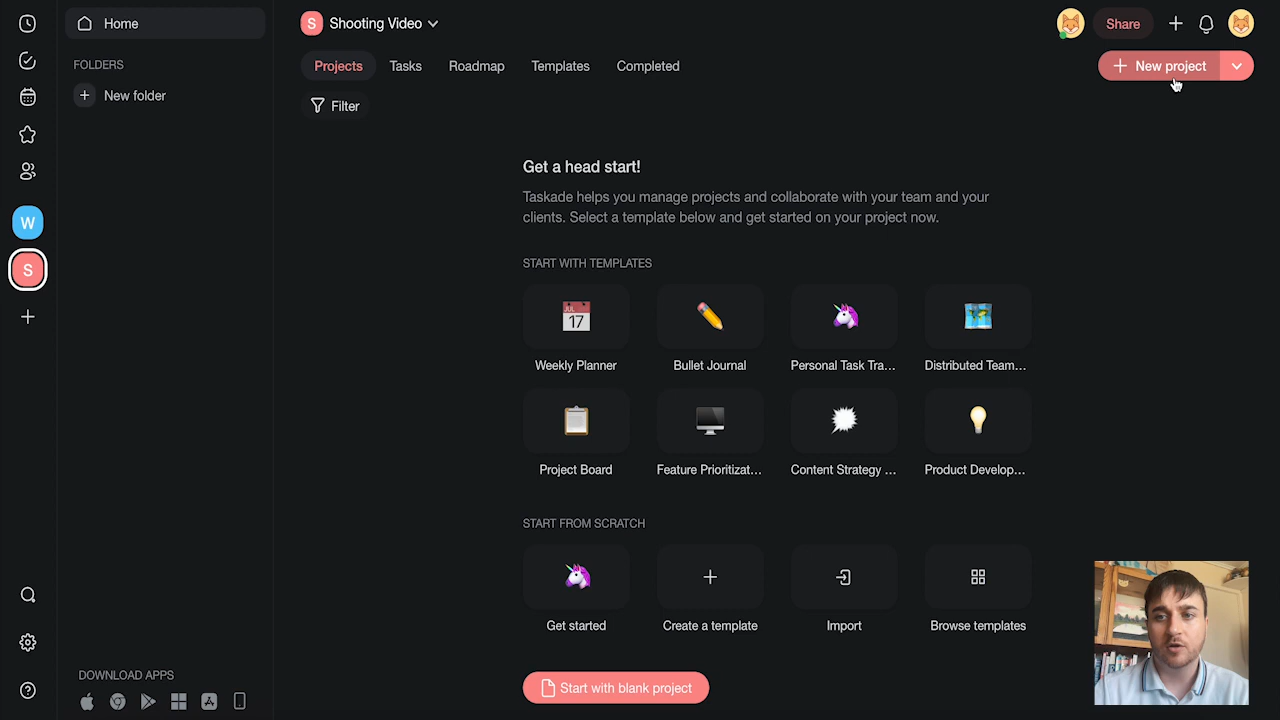 Home
FOLDERS
New folder
W
S
DOWNLOAD APPS
S Shooting Video
Share
Projects Tasks Roadmap Templates Completed
New project
Filter
Get a head start!
Taskade helps you manage projects and collaborate with your team and your
clients. Select a template below and get started on your project now.
START WITH TEMPLATES
JUL
17
Weekly Planner Bullet Journal Personal Task Tra... Distributed Team...
Project Board Feature Prioritizat... Content Strategy ... Product Develop...
START FROM SCRATCH
Get started Create a template Import Browse templates
Start with blank project